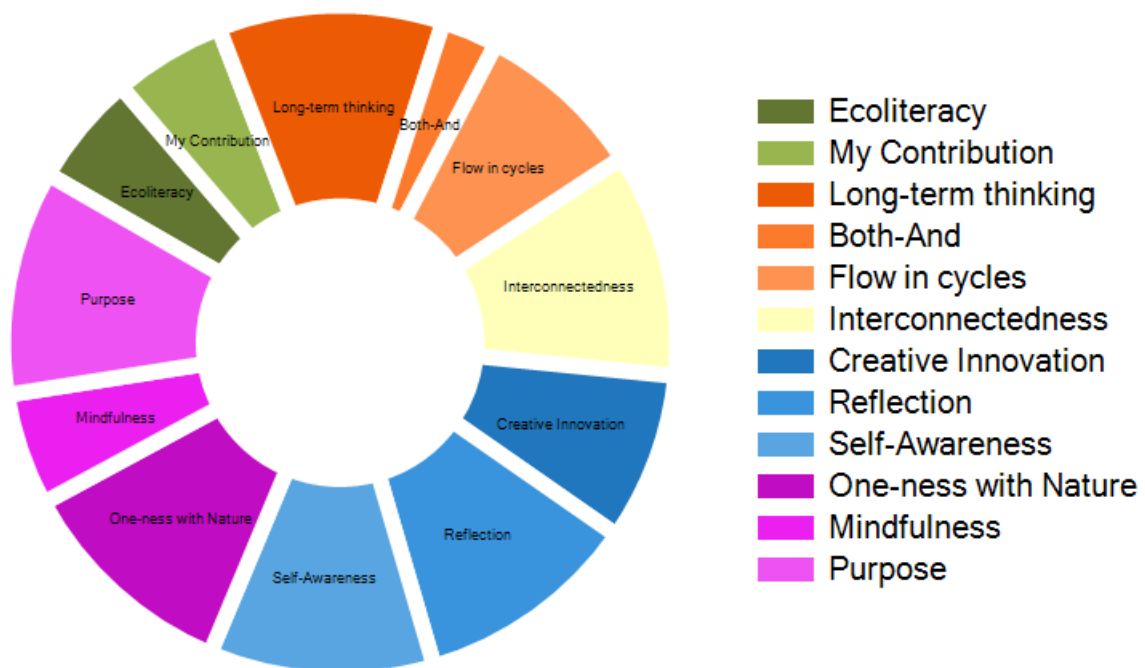 Long-term thinking
Both-And
My Contribution
Flow in cycles
Ecoliteracy
Interconnectedness
Purpose
Mindfulness
Creative Innovation
One-ness with Nature
Reflection
Self-Awareness
Ecoliteracy
My Contribution
Long-term thinking
Both-And
Flow in cycles
Interconnectedness
Creative Innovation
Reflection
Self-Awareness
One-ness with Nature
Mindfulness
Purpose